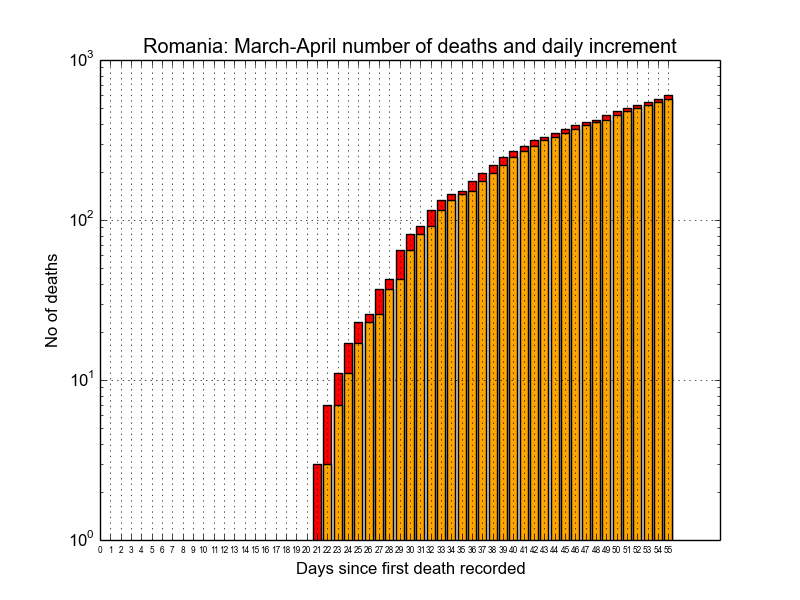 Romania: March-April number of deaths and daily increment
10³
10²
10¹
10⁰
No of deaths
0 1 2 3 4 5 6 7 8 9 10 11 12 13 14 15 16 17 18 19 20 21 22 23 24 25 26 27 28 29 30 31 32 33 34 35 36 37 38 39 40 41 42 43 44 45 46 47 48 49 50 51 52 53 54 55
Days since first death recorded